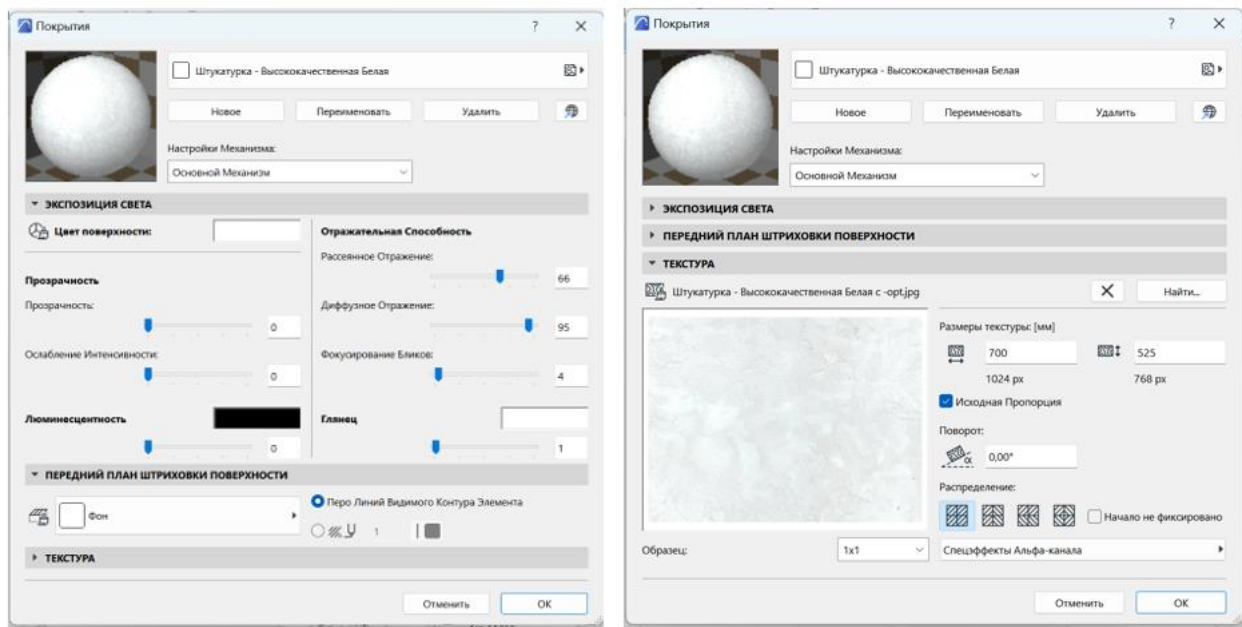 Покрытия
?
Штукатурка - Высококачественная Белая
Новое
Переименовать
Удалить
Настройки Механизма:
Основной Механизм
ЭКСПОЗИЦИЯ СВЕТА
Цвет поверхности:
Отражательная Способность
Рассеянное Отражение:
66
Прозрачность
Прозрачность:
0
Диффузное Отражение:
95
Ослабление Интенсивности:
0
Фокусирование Бликов:
4
Люминесцентность
0
Глянец
1
ПЕРЕДНИЙ ПЛАН ШТРИХОВКИ ПОВЕРХНОСТИ
Фон
Перо Линий Видимого Контура Элемента
1
ТЕКСТУРА
Отменить
OK
Покрытия
?
Штукатурка - Высококачественная Белая
Новое
Переименовать
Удалить
Настройки Механизма:
Основной Механизм
ЭКСПОЗИЦИЯ СВЕТА
ПЕРЕДНИЙ ПЛАН ШТРИХОВКИ ПОВЕРХНОСТИ
ТЕКСТУРА
Штукатурка - Высококачественная Белая с -opt.jpg
Найти...
Размеры текстуры: [мм]
700
525
1024 px
768 px
Исходная Пропорция
Поворот:
α
0,00°
Распределение:
Начало не фиксировано
Образец:
1x1
Спецэффекты Альфа-канала
Отменить
OK